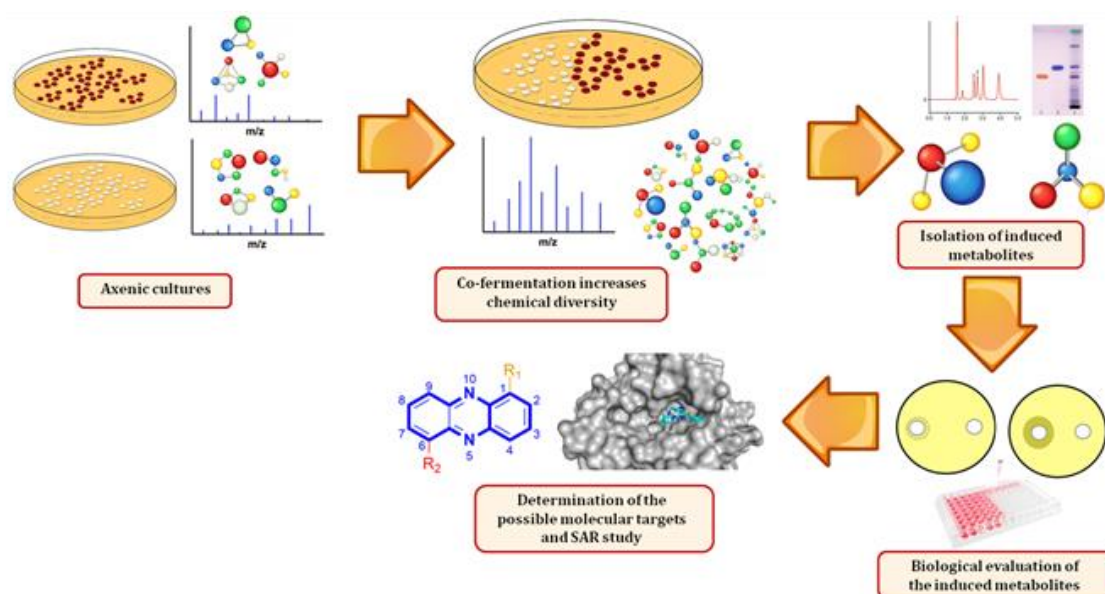 m/z
m/z
Axenic cultures
m/z
Co-fermentation increases
chemical diversity
Isolation of induced
metabolites
Biological evaluation of
the induced metabolites
R1
10
N
9
1
8
2
7
3
6
N
4
5
R2
Determination of the
possible molecular targets
and SAR study